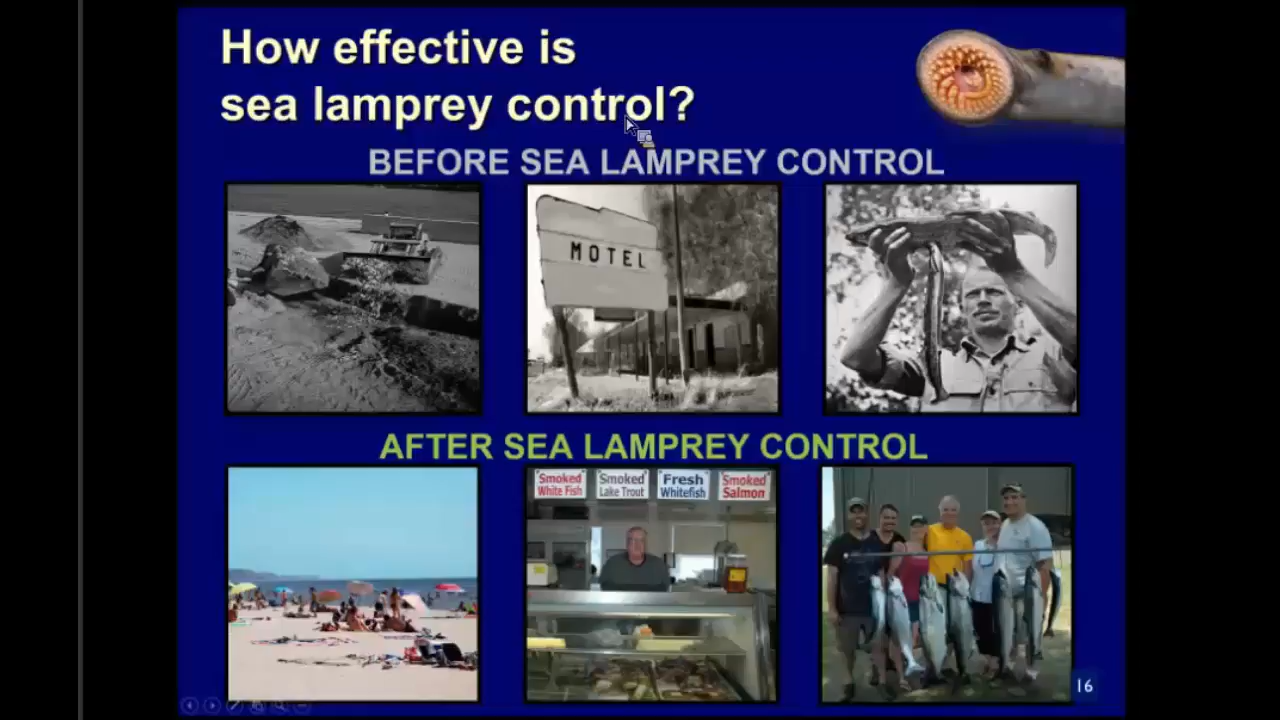 How effective is
sea lamprey control?
BEFORE SEA LAMPREY CONTROL
MOTEL
AFTER SEA LAMPREY CONTROL
Smoked
White Fish
Smoked
Lake Trout
Fresh
Whitefish
Smoked
Salmon
16